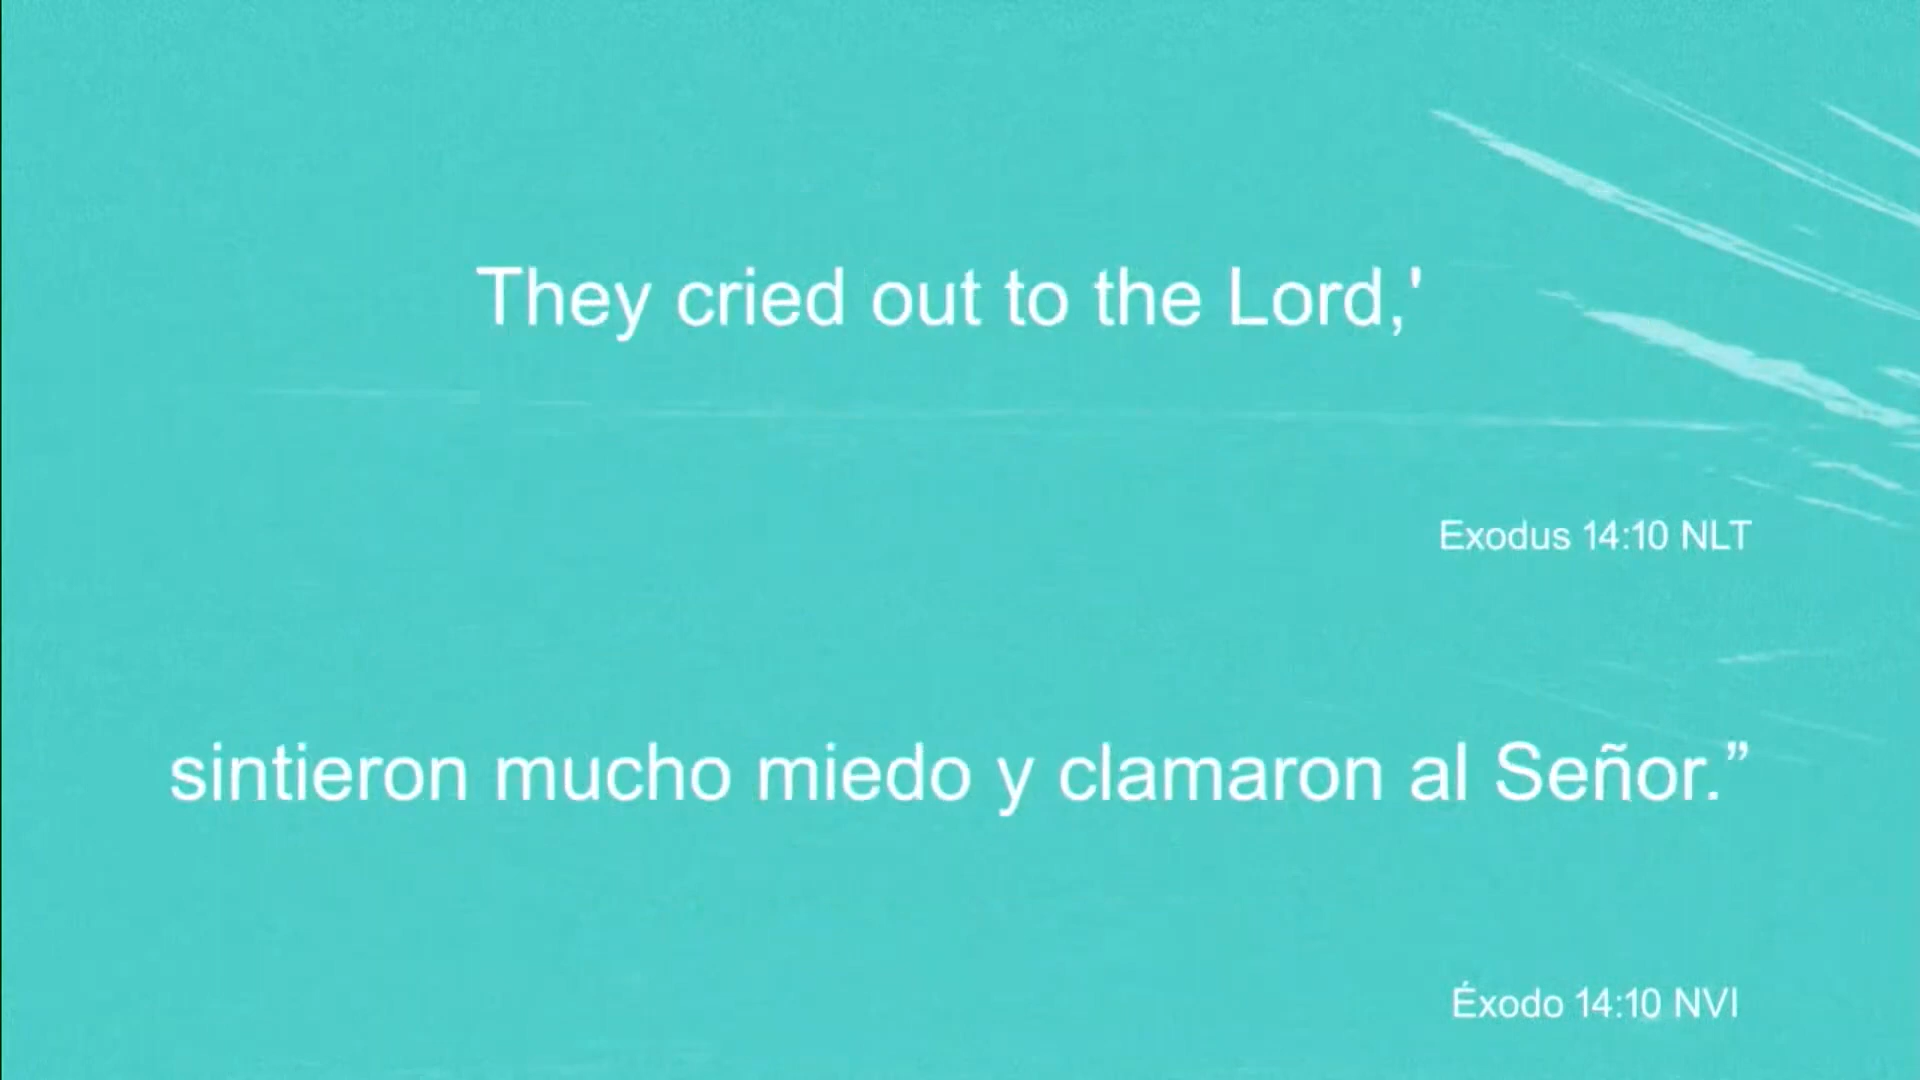 They cried out to the Lord,'
Exodus 14:10 NLT
sintieron mucho miedo y clamaron al Señor.”
Éxodo 14:10 NVI